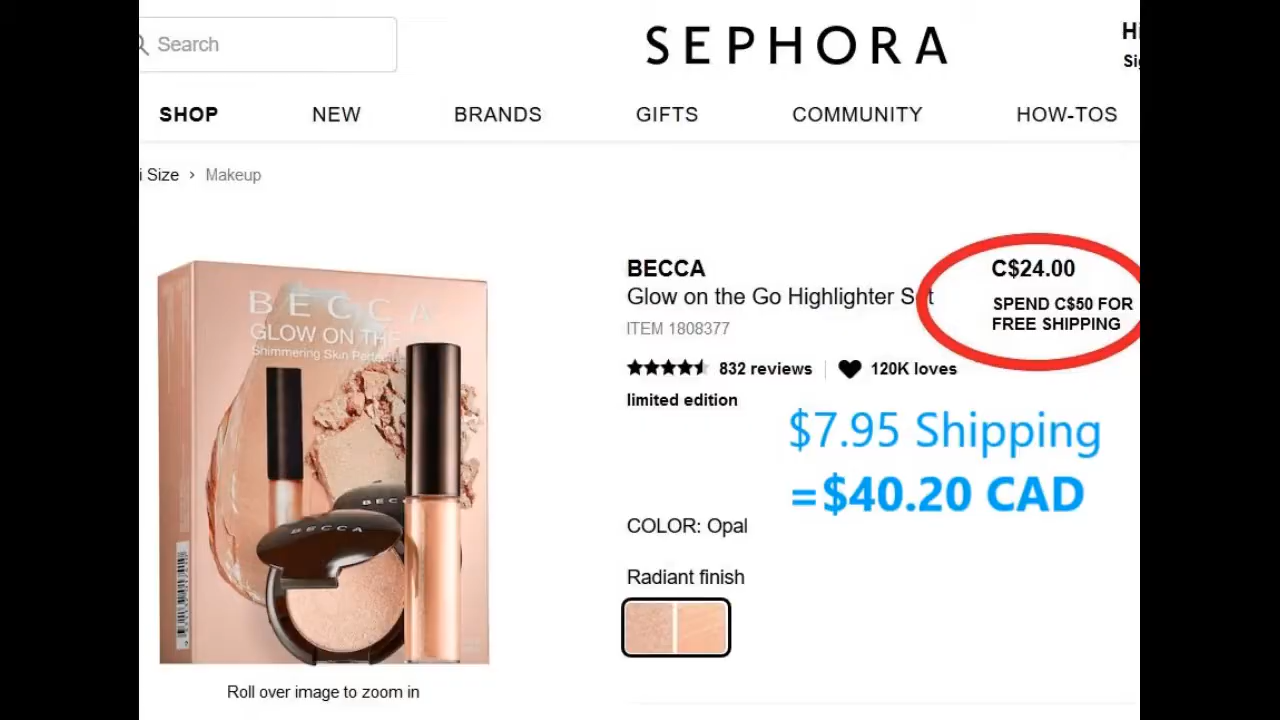 Search
SEPHORA
Hi
SHOP NEW BRANDS GIFTS COMMUNITY HOW-TOS
i Size > Makeup
BECCA
C$24.00
Glow on the Go Highlighter Set
SPEND C$50 FOR
FREE SHIPPING
ITEM 1808377
832 reviews
120K loves
limited edition
$7.95 Shipping
=$40.20 CAD
COLOR: Opal
Radiant finish
BECCA
GLOW ON THE
Shimmering Skin
BECCA
Roll over image to zoom in